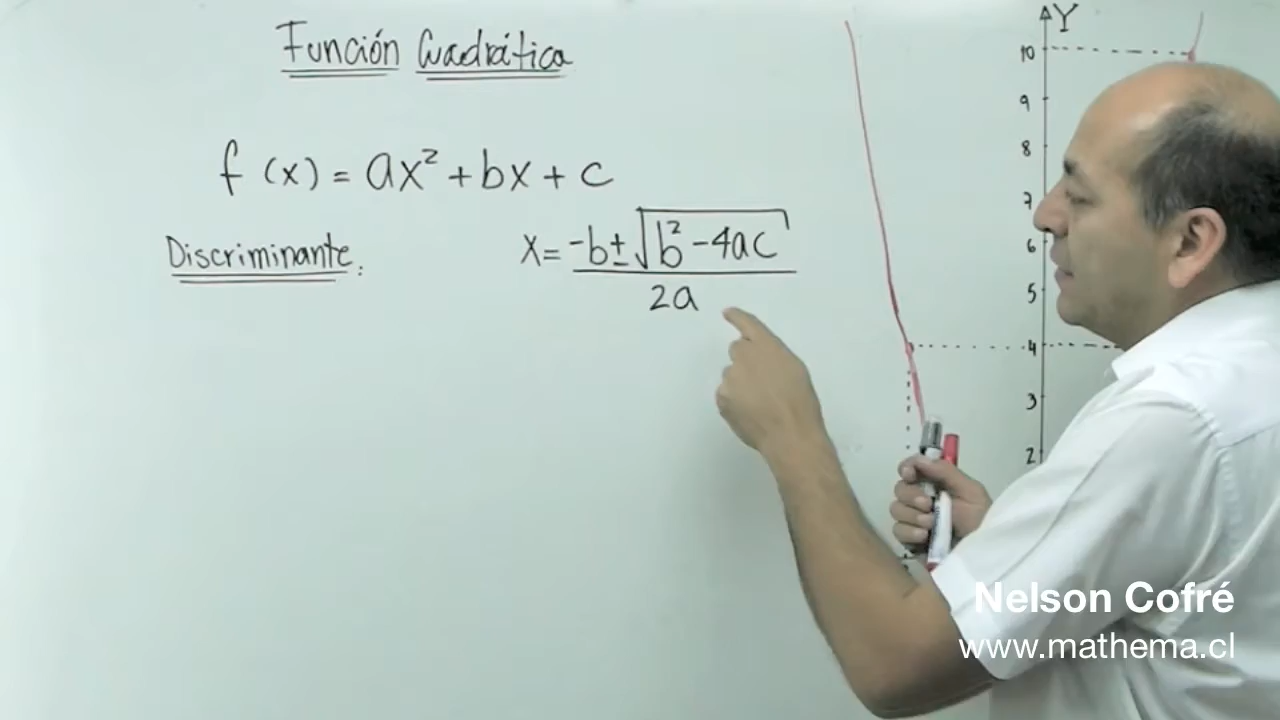 Función Cuadrática
f(x) = ax² + bx + c
Discriminante:
x = -b ± √(b² - 4ac) / 2a
Y
10
9
8
7
6
5
4
3
2
Nelson Cofré
www.mathema.cl